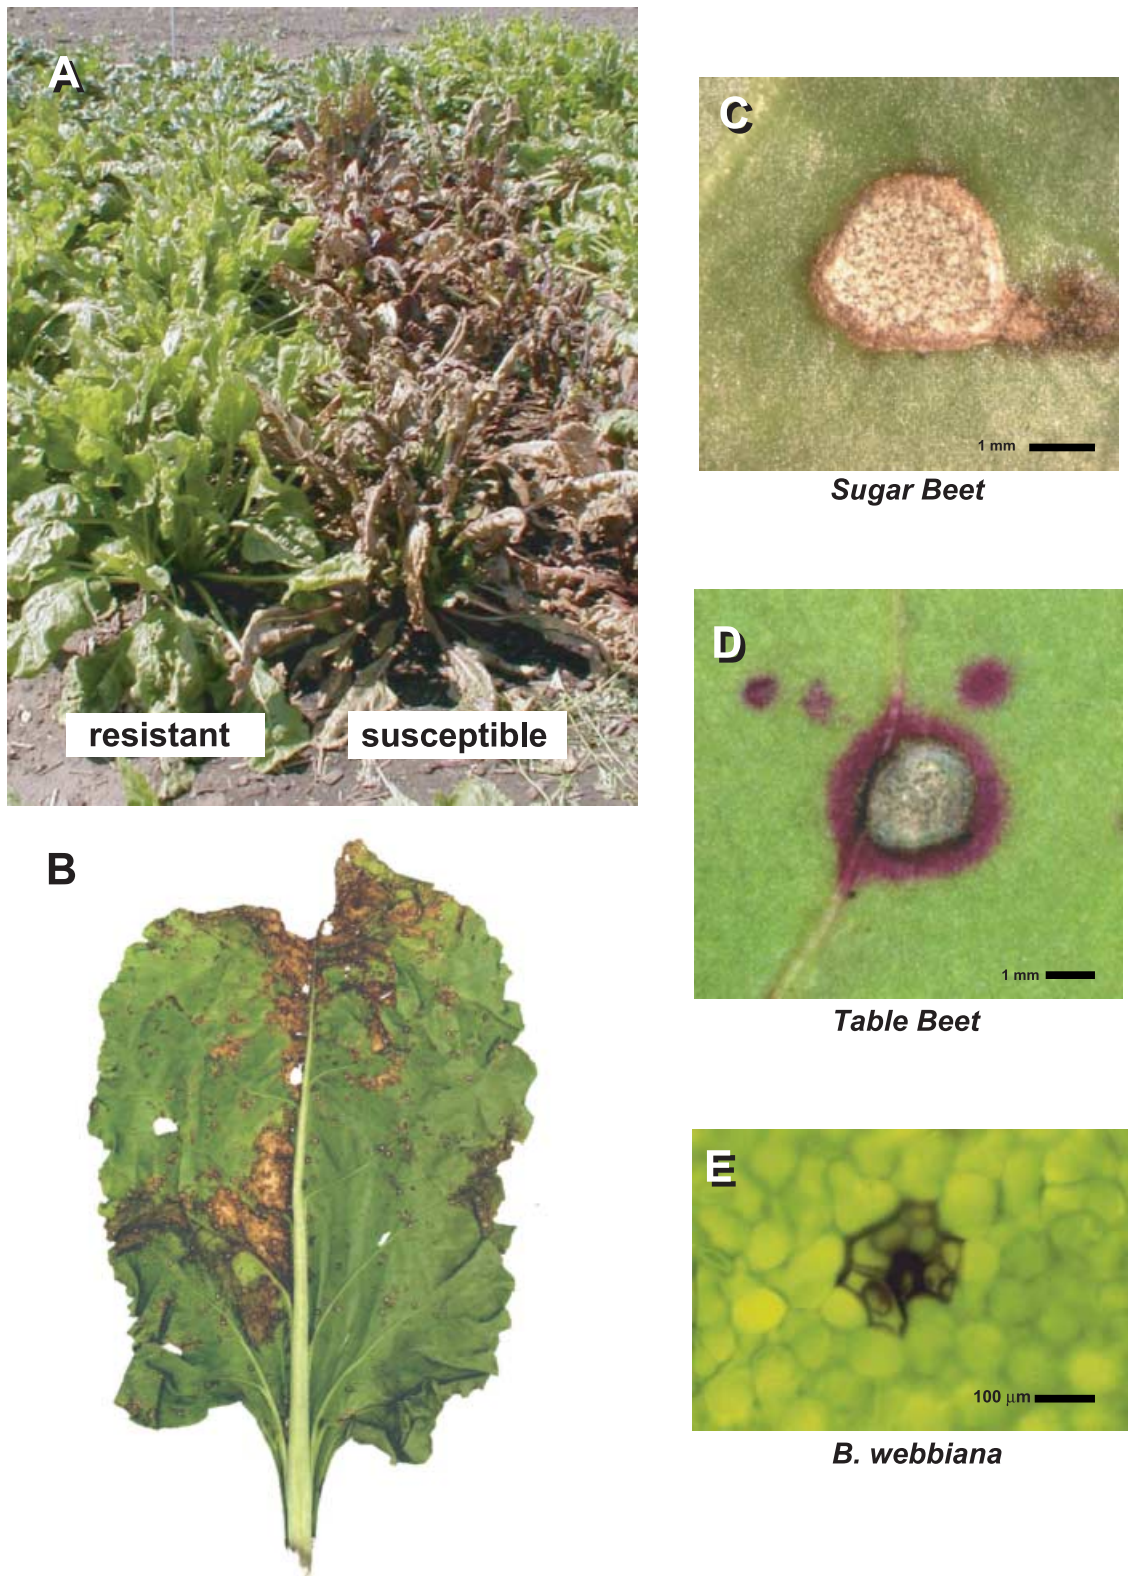 A
resistant
susceptible
B
C
1 mm
Sugar Beet
D
1 mm
Table Beet
E
100 µm
B. webbiana